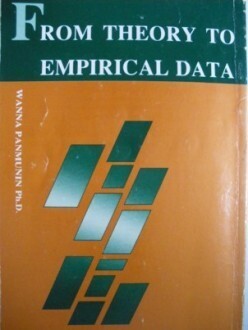 FROM THEORY TO
EMPIRICAL DATA
WANNA PANMUNIN Ph.D.